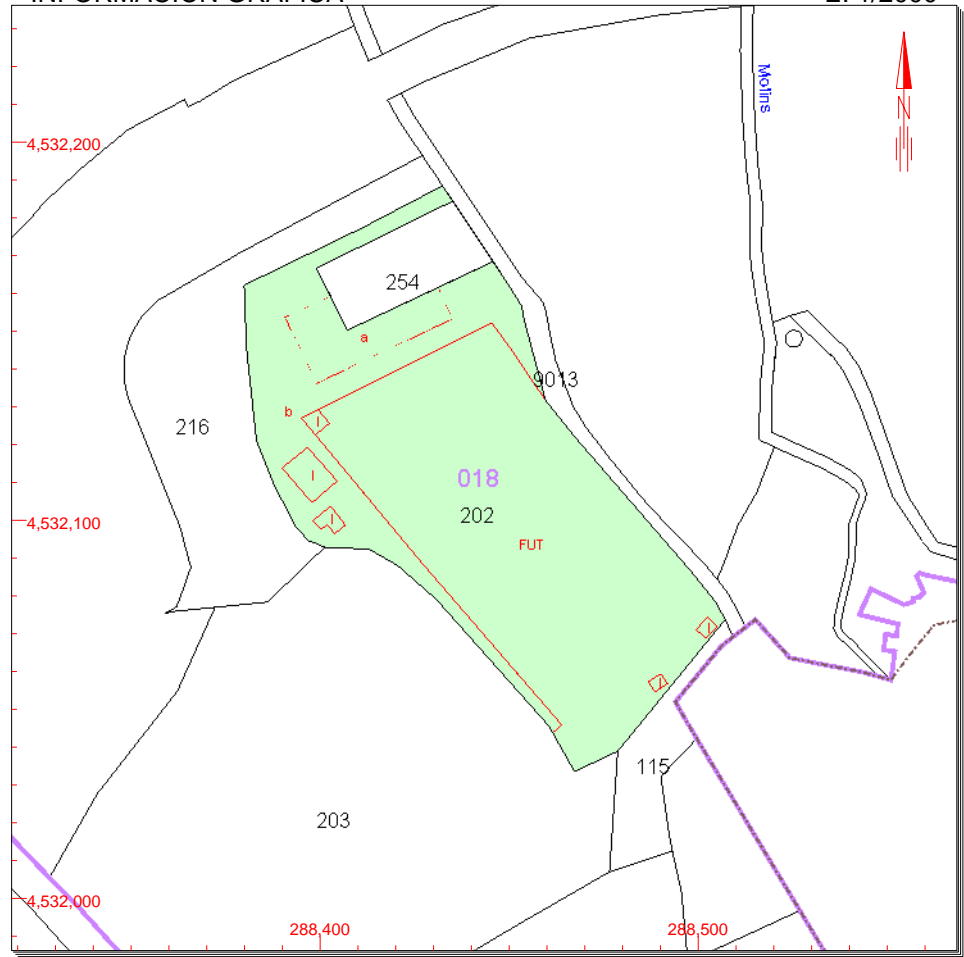 Molins
N
4,532,200
254
a
9013
b
I
216
I
018
I
202
4,532,100
FUT
I
I
115
203
4,532,000
288,400
288,500